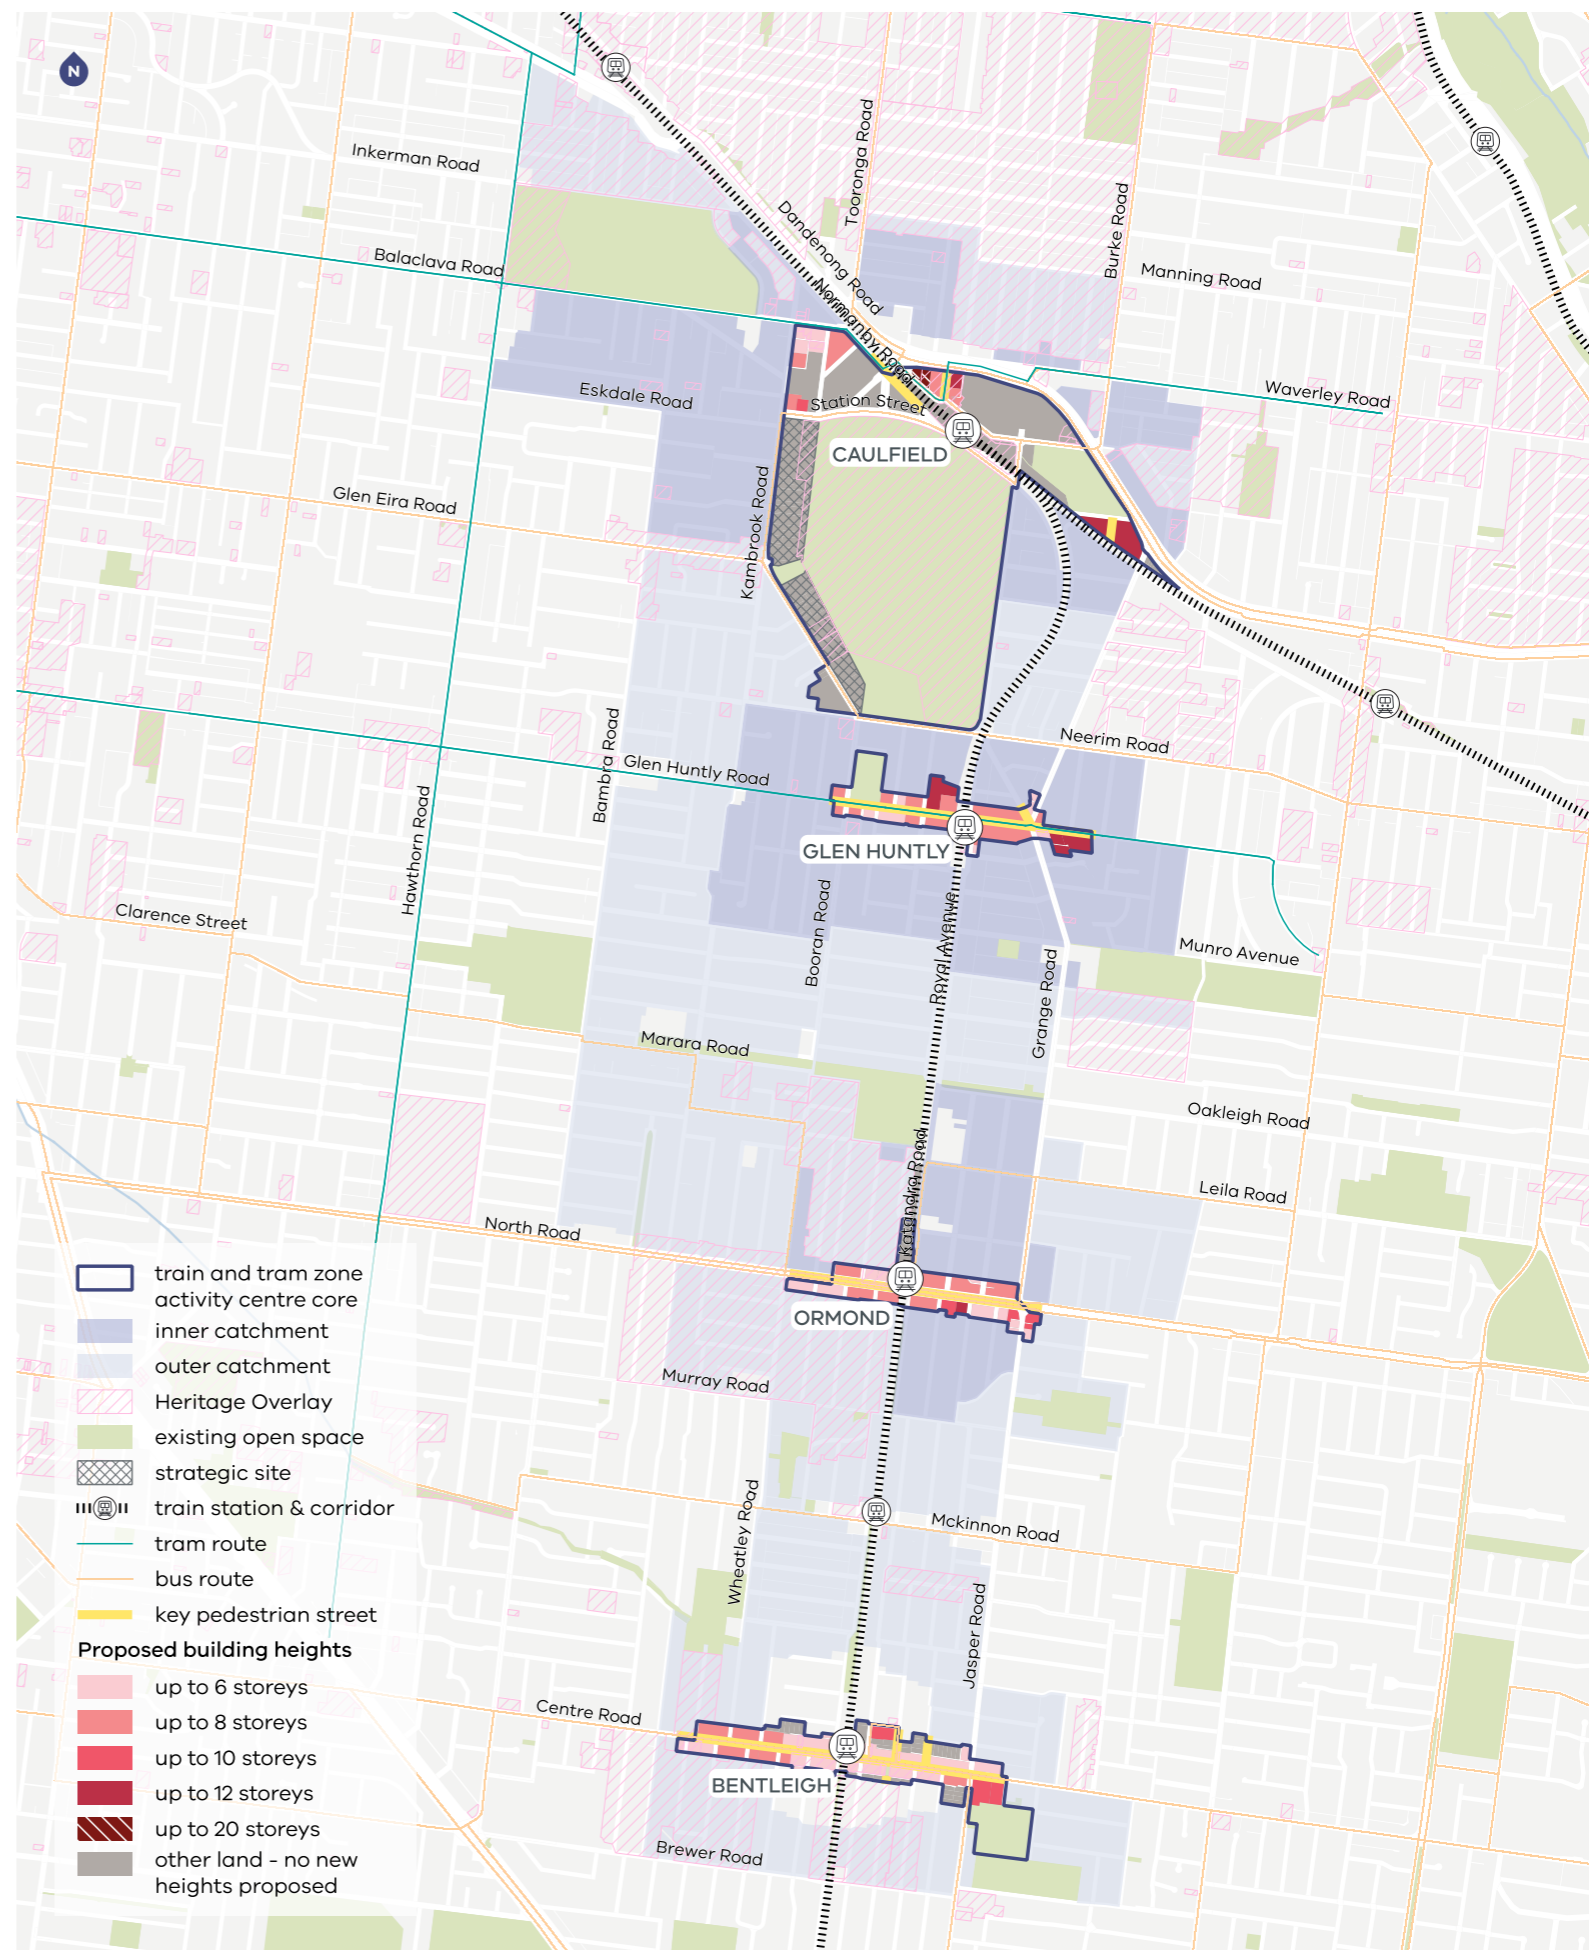 N
Inkerman Road
Tooronga Road
Dandenong Road
Burke Road
Balaclava Road
Manning Road
Normanby Road
Eskdale Road
Station Street
Waverley Road
CAULFIELD
Glen Eira Road
Kambrook Road
Neerim Road
Bambra Road
Glen Huntly Road
Hawthorn Road
GLEN HUNTLY
Clarence Street
Booran Road
Royal Avenue
Grange Road
Munro Avenue
Marara Road
Oakleigh Road
Katandra Road
Leila Road
North Road
ORMOND
Murray Road
Wheatley Road
Mckinnon Road
Jasper Road
Centre Road
BENTLEIGH
Brewer Road
train and tram zone
activity centre core
inner catchment
outer catchment
Heritage Overlay
existing open space
strategic site
train station & corridor
tram route
bus route
key pedestrian street
Proposed building heights
up to 6 storeys
up to 8 storeys
up to 10 storeys
up to 12 storeys
up to 20 storeys
other land - no new
heights proposed